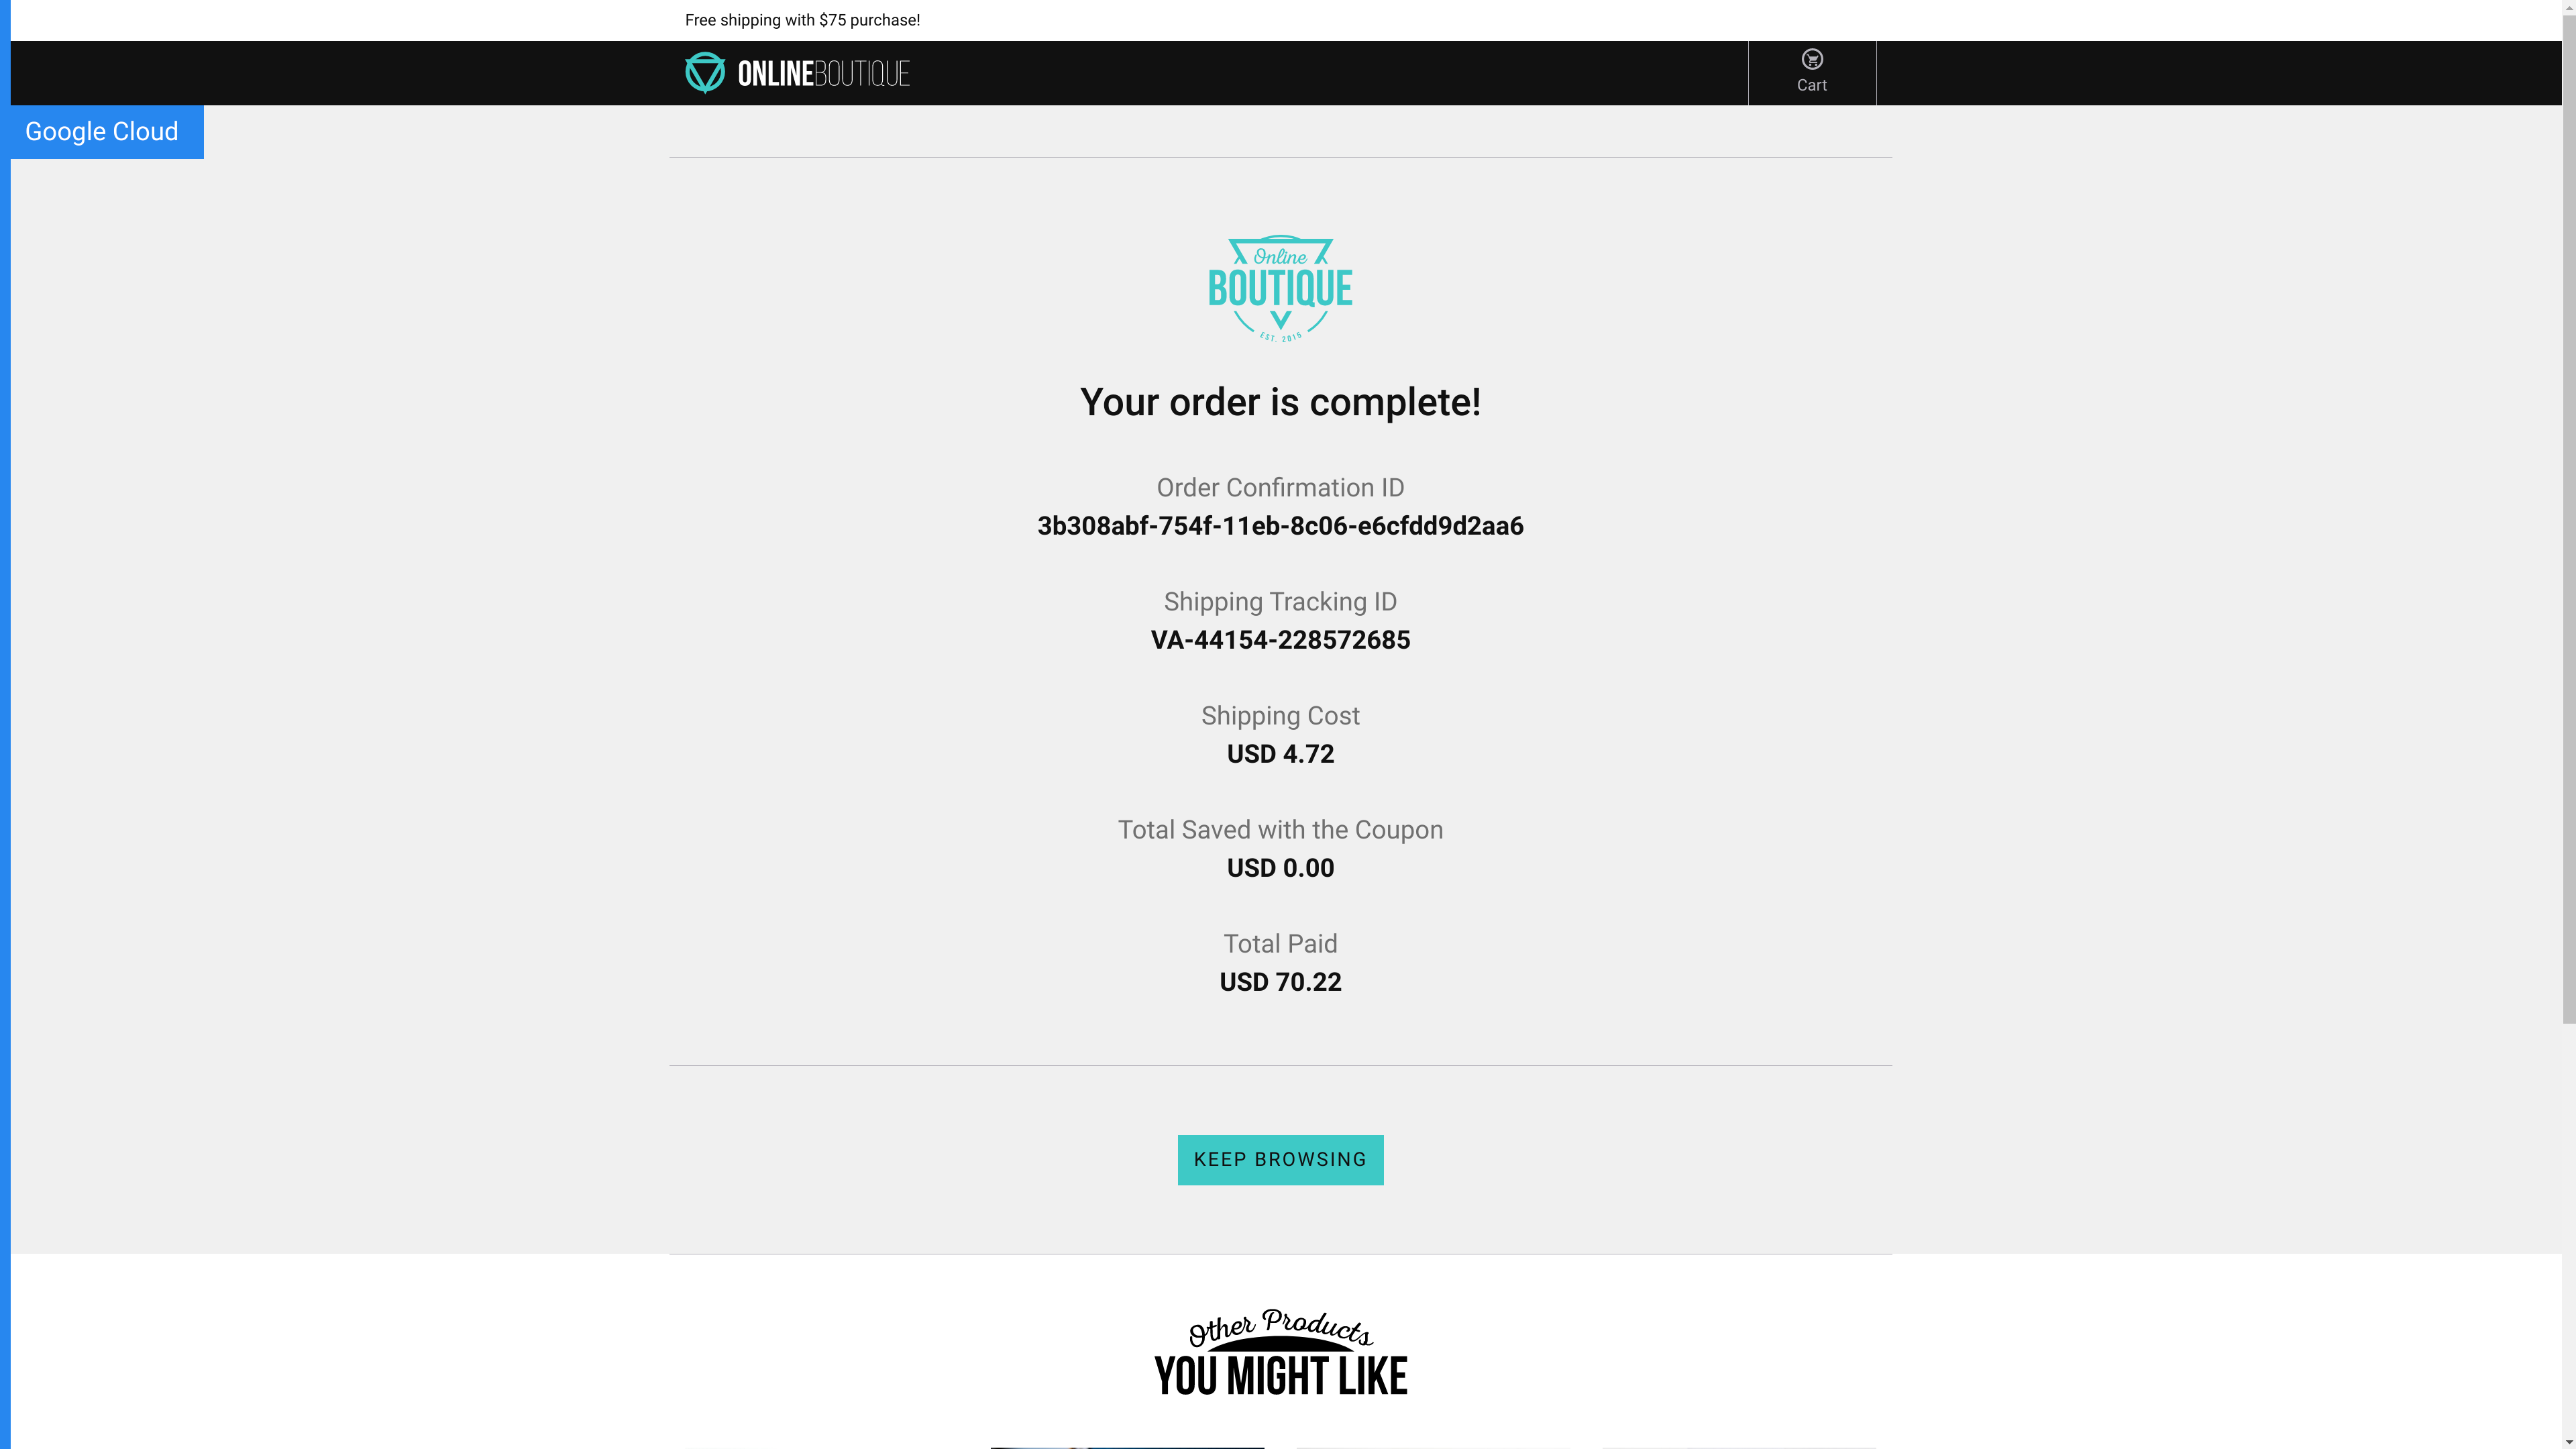 Free shipping with $75 purchase!
ONLINEBOUTIQUE
Cart
Google Cloud
Online
BOUTIQUE
EST. 2015
Your order is complete!
Order Confirmation ID
3b308abf-754f-11eb-8c06-e6cfdd9d2aa6
Shipping Tracking ID
VA-44154-228572685
Shipping Cost
USD 4.72
Total Saved with the Coupon
USD 0.00
Total Paid
USD 70.22
KEEP BROWSING
Other Products
YOU MIGHT LIKE